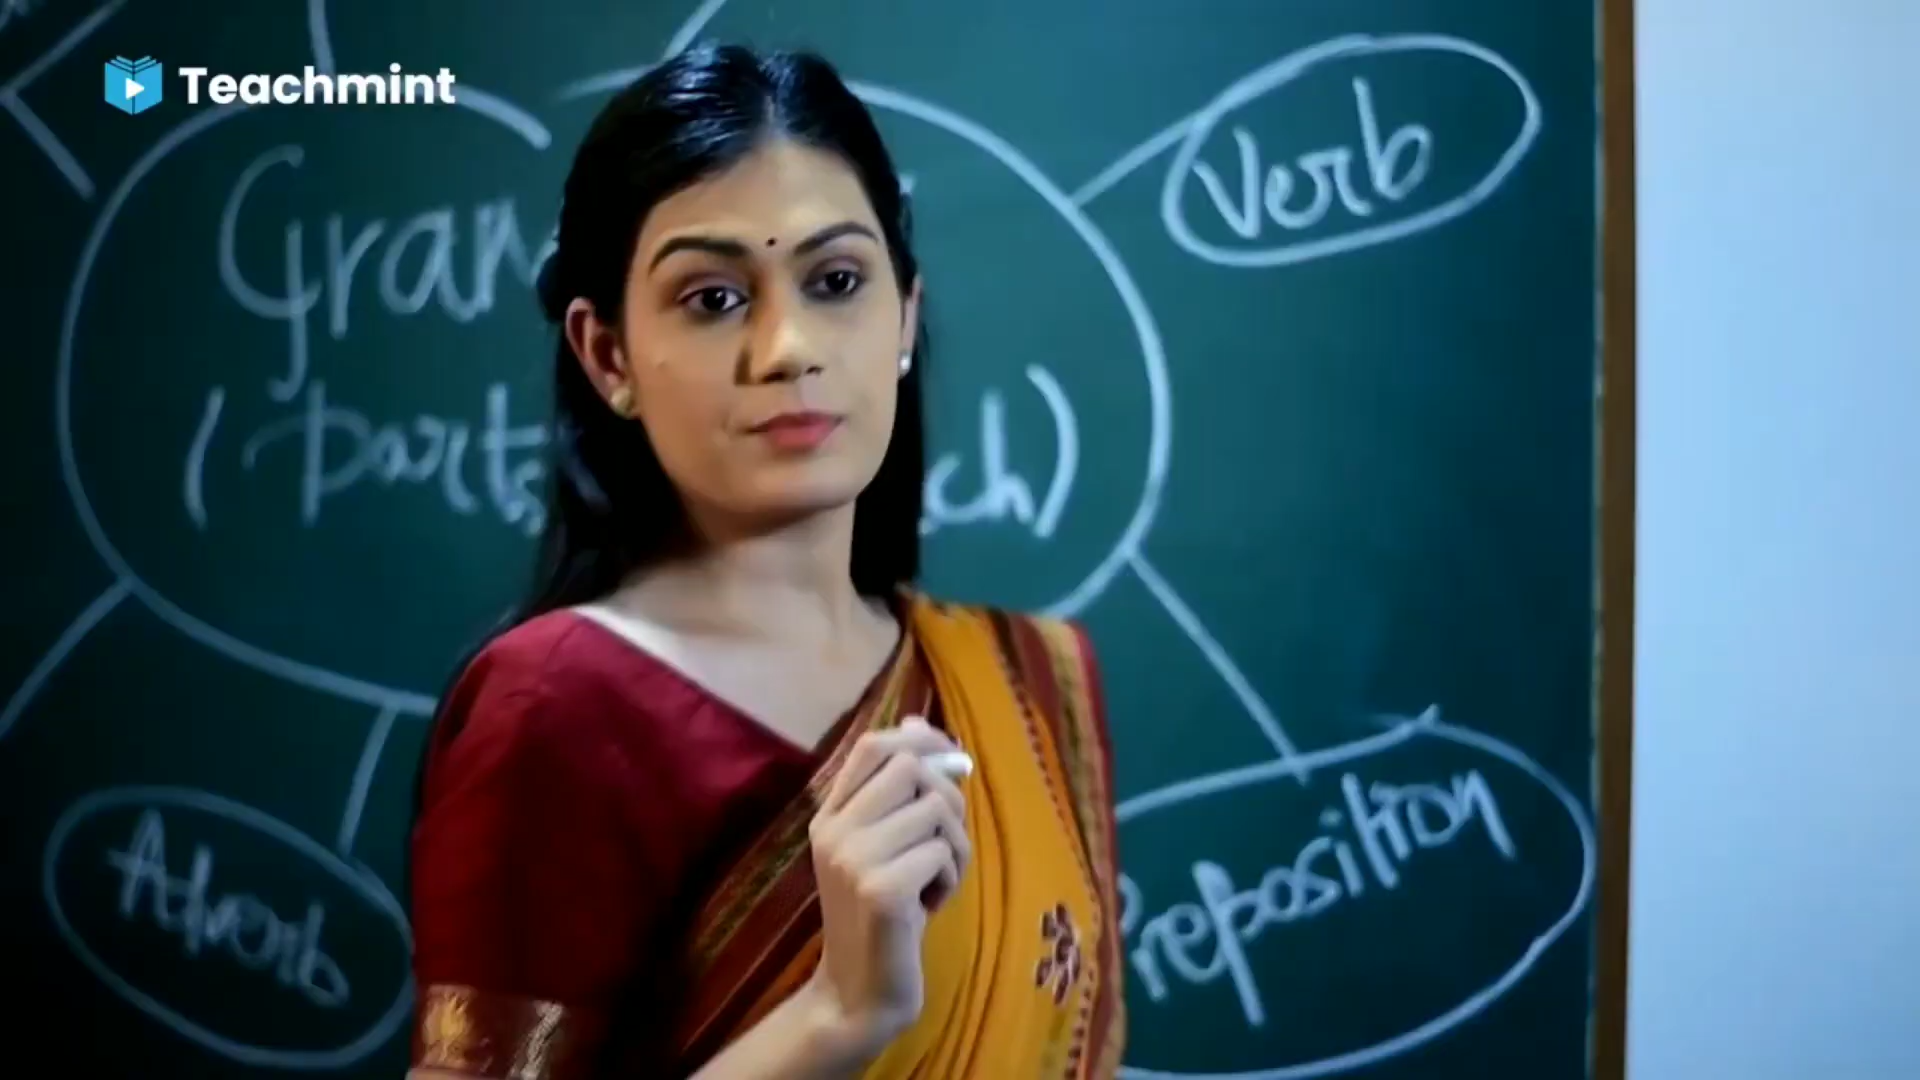 Teachmint
Verb
Gram
(parts ch)
Preposition
Adverb